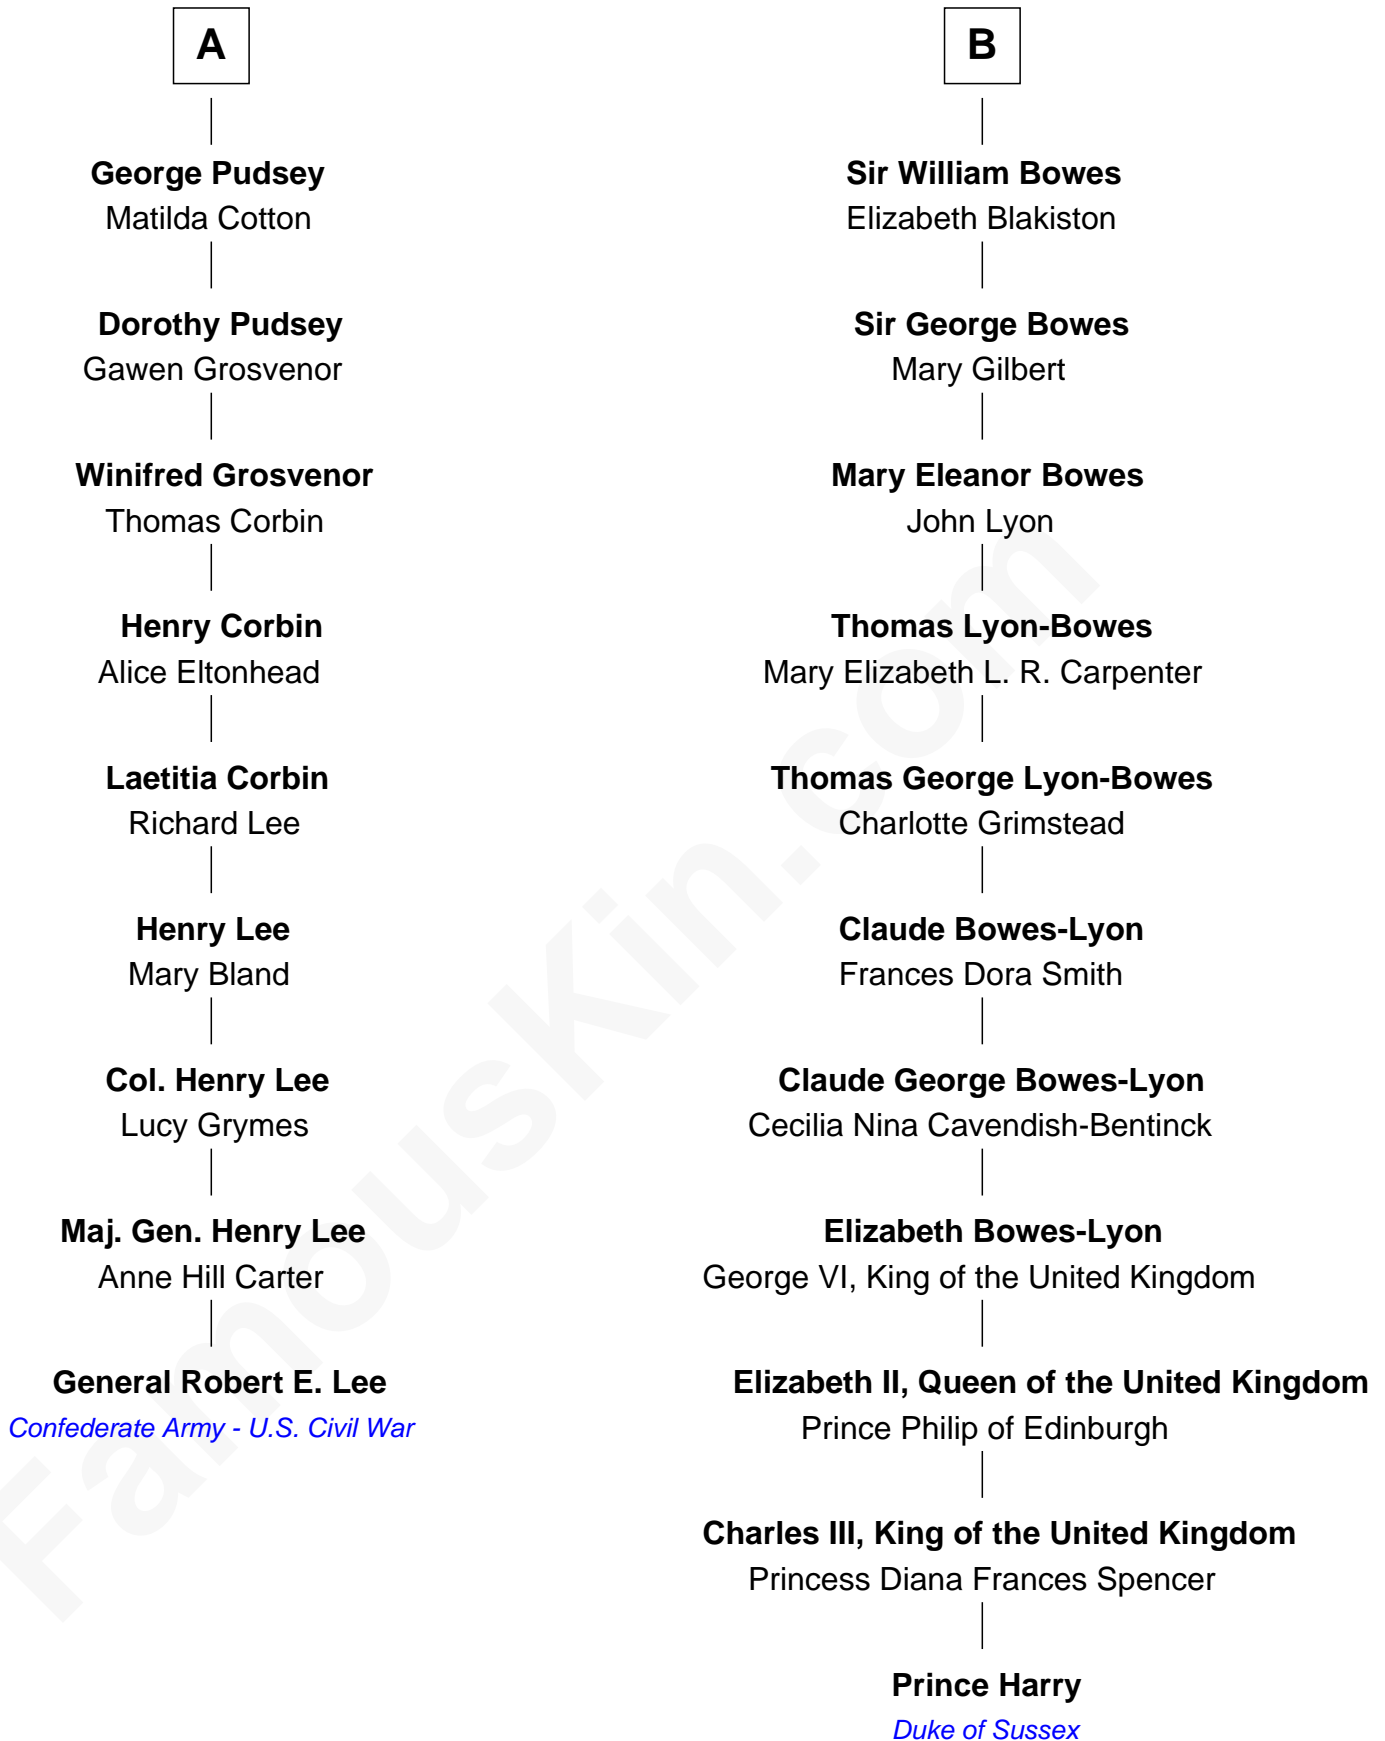 A
George Pudsey
Matilda Cotton
Dorothy Pudsey
Gawen Grosvenor
Winifred Grosvenor
Thomas Corbin
Henry Corbin
Alice Eltonhead
Laetitia Corbin
Richard Lee
Henry Lee
Mary Bland
Col. Henry Lee
Lucy Grymes
Maj. Gen. Henry Lee
Anne Hill Carter
General Robert E. Lee
Confederate Army - U.S. Civil War
B
Sir William Bowes
Elizabeth Blakiston
Sir George Bowes
Mary Gilbert
Mary Eleanor Bowes
John Lyon
Thomas Lyon-Bowes
Mary Elizabeth L. R. Carpenter
Thomas George Lyon-Bowes
Charlotte Grimstead
Claude Bowes-Lyon
Frances Dora Smith
Claude George Bowes-Lyon
Cecilia Nina Cavendish-Bentinck
Elizabeth Bowes-Lyon
George VI, King of the United Kingdom
Elizabeth II, Queen of the United Kingdom
Prince Philip of Edinburgh
Charles III, King of the United Kingdom
Princess Diana Frances Spencer
Prince Harry
Duke of Sussex
FamousKin.com